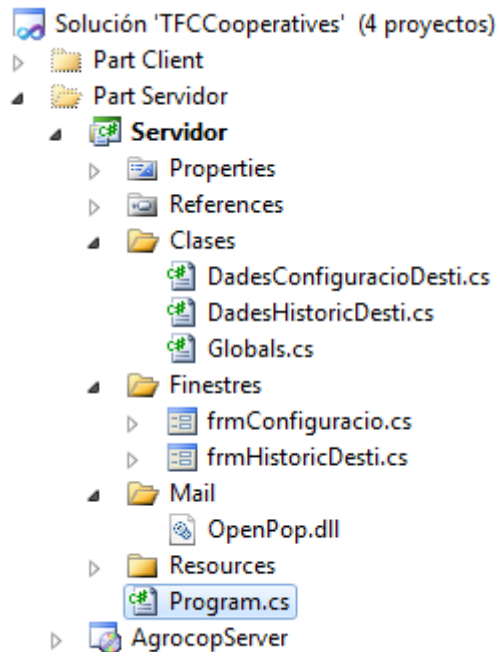 Solución 'TFCCooperatives' (4 proyectos)
Part Client
Part Servidor
Servidor
Properties
References
Clases
DadesConfiguracioDesti.cs
DadesHistoricDesti.cs
Globals.cs
Finestres
frmConfiguracio.cs
frmHistoricDesti.cs
Mail
OpenPop.dll
Resources
Program.cs
AgrocopServer